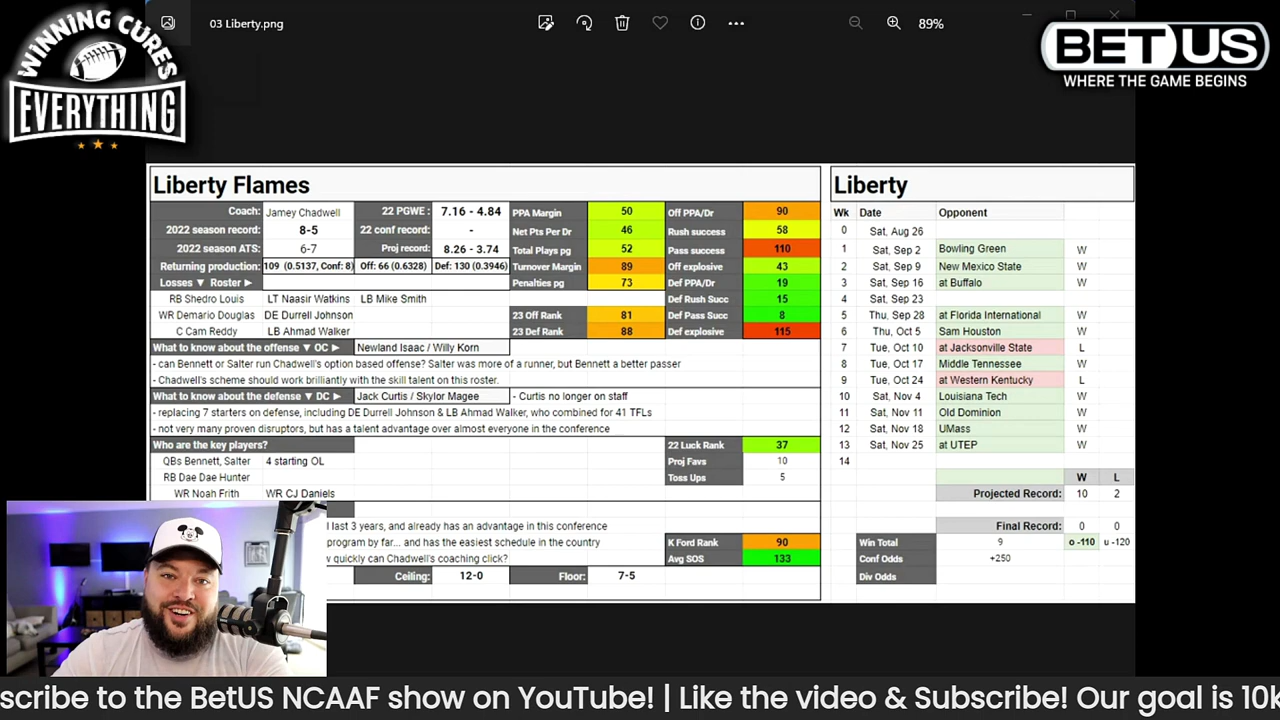 03 Liberty.png
89%
WINNING CURES
EVERYTHING
BETUS
WHERE THE GAME BEGINS
Liberty Flames
Coach: Jamey Chadwell 22 PGWE : 7.16 - 4.84 PPA Margin 50 Off PPA/Dr 90
2022 season record: 8-5 22 conf record: - Net Pts Per Dr 46 Rush success 58
2022 season ATS: 6-7 Proj record: 8.26 - 3.74 Total Plays pg 52 Pass success 110
Returning production: 109 (0.5137, Conf: 8) Off: 66 (0.6328) Def: 130 (0.3946) Turnover Margin 89 Off explosive 43
Losses ▼ Roster ► Penalties pg 73 Def PPA/Dr 19
RB Shedro Louis LT Naasir Watkins LB Mike Smith Def Rush Succ 15
WR Demario Douglas DE Durrell Johnson 23 Off Rank 81 Def Pass Succ 8
C Cam Reddy LB Ahmad Walker 23 Def Rank 88 Def explosive 115
What to know about the offense ▼ OC ► Newland Isaac / Willy Korn
- can Bennett or Salter run Chadwell's option based offense? Salter was more of a runner, but Bennett a better passer
- Chadwell's scheme should work brilliantly with the skill talent on this roster.
What to know about the defense ▼ DC ► Jack Curtis / Skylor Magee - Curtis no longer on staff
- replacing 7 starters on defense, including DE Durrell Johnson & LB Ahmad Walker, who combined for 41 TFLs
- not very many proven disruptors, but has a talent advantage over almost everyone in the conference
Who are the key players? 22 Luck Rank 37
QBs Bennett, Salter 4 starting OL Proj Favs 10
RB Dae Dae Hunter Toss Ups 5
WR Noah Frith WR CJ Daniels
last 3 years, and already has an advantage in this conference
program by far... and has the easiest schedule in the country K Ford Rank 90
quickly can Chadwell's coaching click? Avg SOS 133
Ceiling: 12-0 Floor: 7-5
Liberty
Wk Date Opponent
0 Sat, Aug 26
1 Sat, Sep 2 Bowling Green W
2 Sat, Sep 9 New Mexico State W
3 Sat, Sep 16 at Buffalo W
4 Sat, Sep 23
5 Thu, Sep 28 at Florida International W
6 Thu, Oct 5 Sam Houston W
7 Tue, Oct 10 at Jacksonville State L
8 Tue, Oct 17 Middle Tennessee W
9 Tue, Oct 24 at Western Kentucky L
10 Sat, Nov 4 Louisiana Tech W
11 Sat, Nov 11 Old Dominion W
12 Sat, Nov 18 UMass W
13 Sat, Nov 25 at UTEP W
14
W L
Projected Record: 10 2
Final Record: 0 0
Win Total 9 o -110 u -120
Conf Odds +250
Div Odds
scribe to the BetUS NCAAF show on YouTube! | Like the video & Subscribe! Our goal is 10k